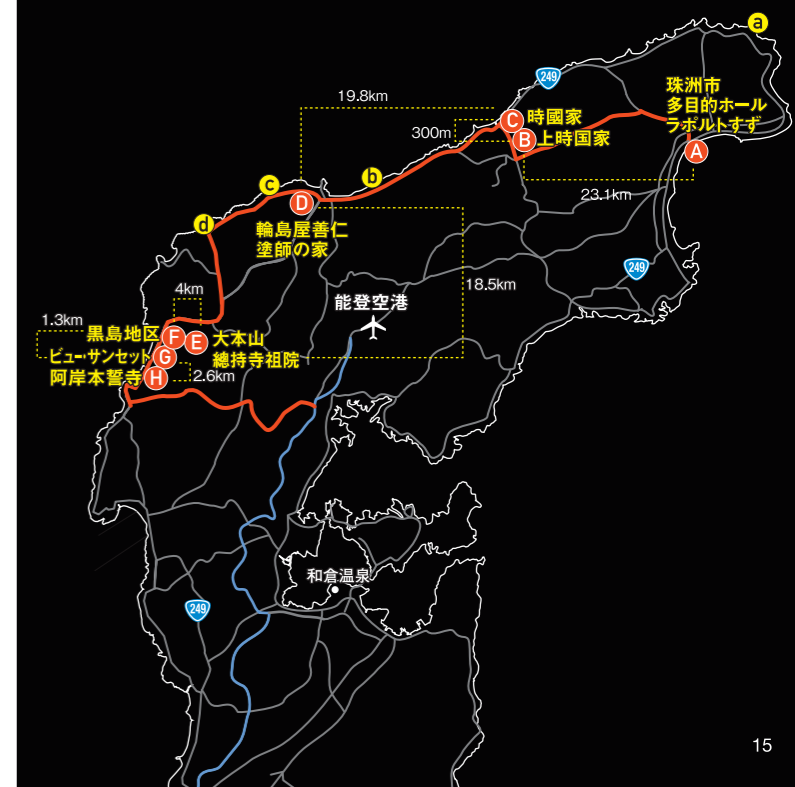 a
249
珠洲市
多目的ホール
ラポルトすず
19.8km
C 時國家
300m
B 上時国家
A
b
c
23.1km
D
d
輪島屋善仁
塗師の家
249
18.5km
4km
能登空港
1.3km
黒島地区 F
E 大本山
總持寺祖院
ビュー・サンセット G
阿岸本誓寺 H
2.6km
和倉温泉
249
15